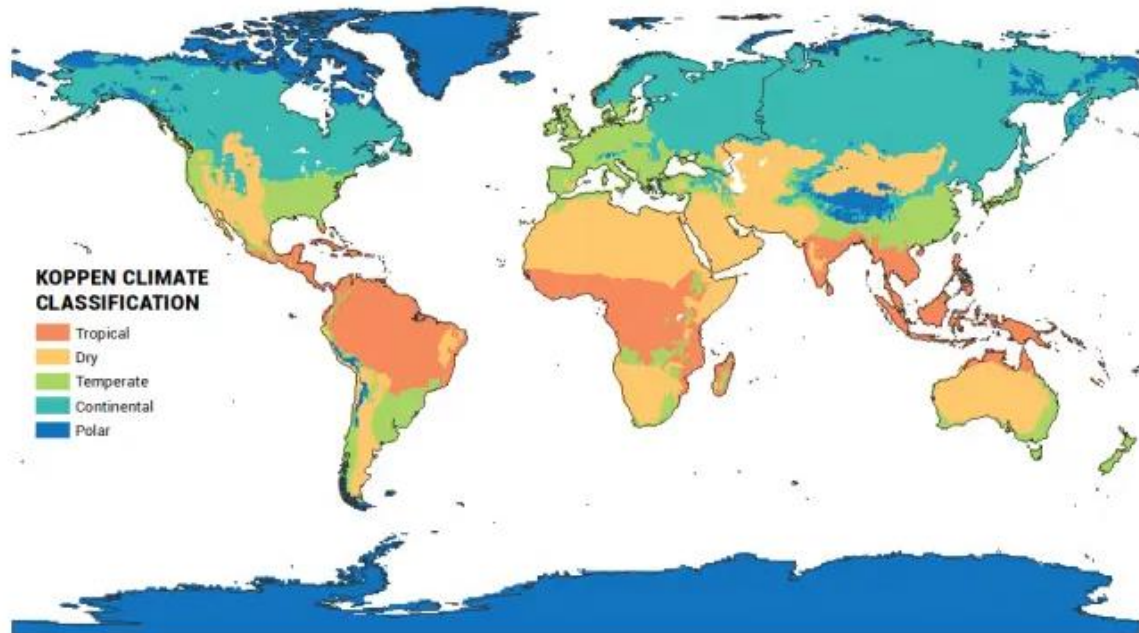 KOPPEN CLIMATE
CLASSIFICATION
Tropical
Dry
Temperate
Continental
Polar